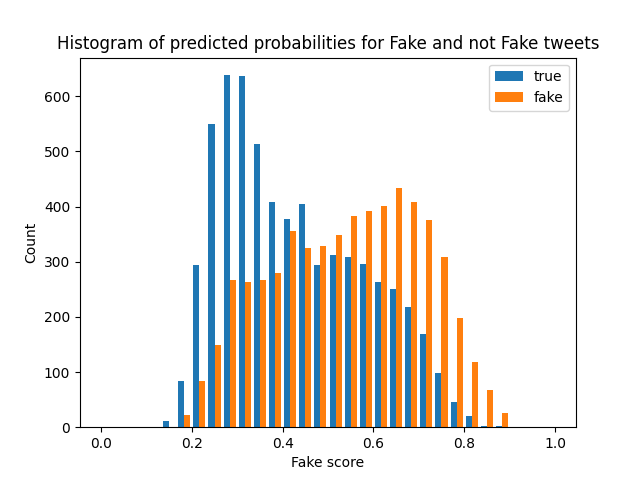 Histogram of predicted probabilities for Fake and not Fake tweets
true
fake
600
500
400
300
200
100
0
Count
0.0 0.2 0.4 0.6 0.8 1.0
Fake score